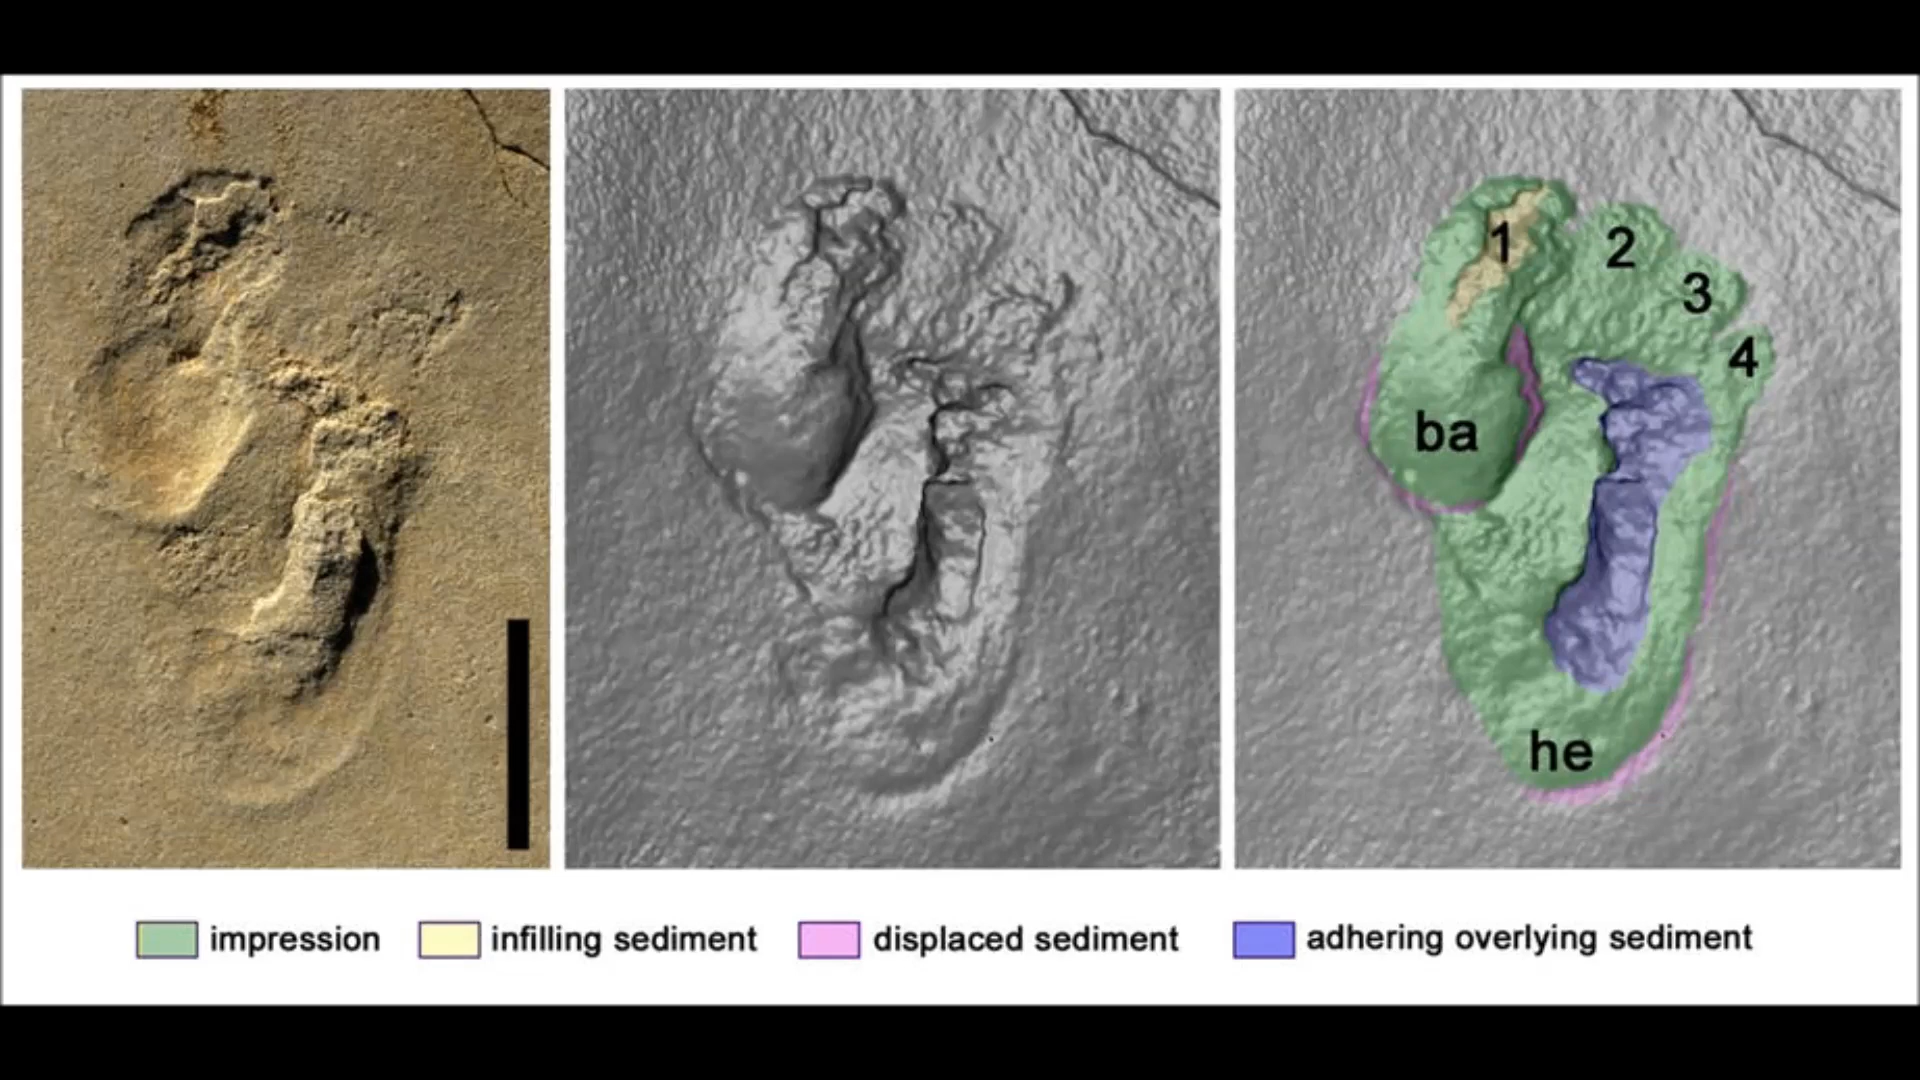 1
2
3
4
ba
he
impression
infilling sediment
displaced sediment
adhering overlying sediment